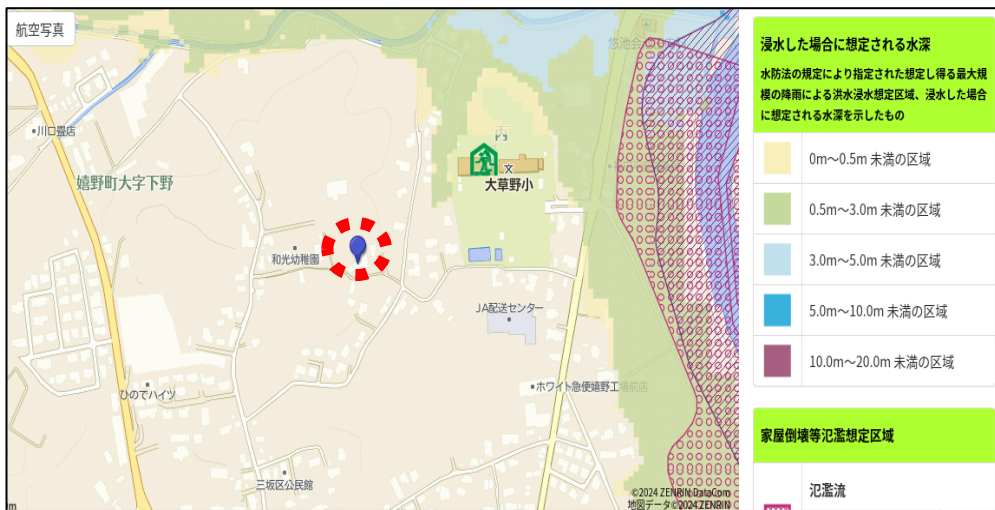 航空写真
川口畳店
嬉野町大字下野
和光幼稚園
ひのでハイツ
三坂区公民館
文
大草野小
JA配送センター
ホワイト急便嬉野工場前店
m
©2024 ZENRIN DataCom
地図データ©2024 ZENRIN
浸水した場合に想定される水深
水防法の規定により指定された想定し得る最大規
模の降雨による洪水浸水想定区域、浸水した場合
に想定される水深を示したもの
0m～0.5m 未満の区域
0.5m～3.0m 未満の区域
3.0m～5.0m 未満の区域
5.0m～10.0m 未満の区域
10.0m～20.0m 未満の区域
家屋倒壊等氾濫想定区域
氾濫流